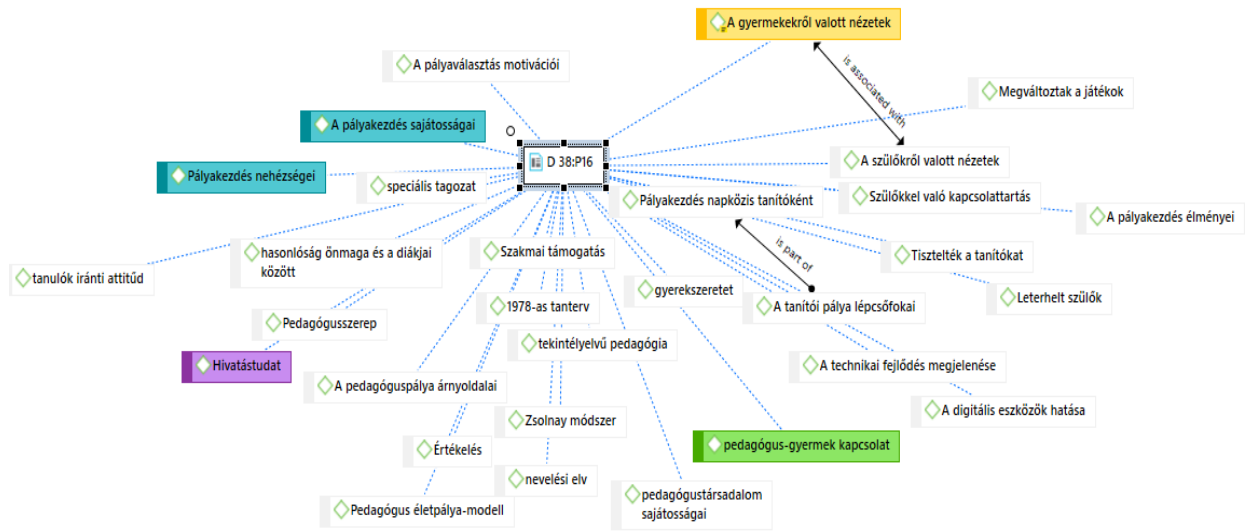 A gyermekekről valott nézetek
A pályaválasztás motivációi
is associated with
Megváltoztak a játékok
A pályakezdés sajátosságai
D 38:P16
A szülőkről valott nézetek
Pályakezdés nehézségei
speciális tagozat
Pályakezdés napközis tanítóként
Szülőkkel való kapcsolattartás
A pályakezdés élményei
hasonlóság önmaga és a diákjai
között
Szakmai támogatás
is part of
Tisztelték a tanítókat
tanulók iránti attitűd
gyerekszeretet
Leterhelt szülők
1978-as tanterv
A tanítói pálya lépcsőfokai
Pedagógusszerep
tekintélyelvű pedagógia
Hivatástudat
A technikai fejlődés megjelenése
A pedagóguspálya árnyoldalai
A digitális eszközök hatása
Zsolnay módszer
Értékelés
pedagógus-gyermek kapcsolat
nevelési elv
Pedagógus életpálya-modell
pedagógustársadalom
sajátosságai